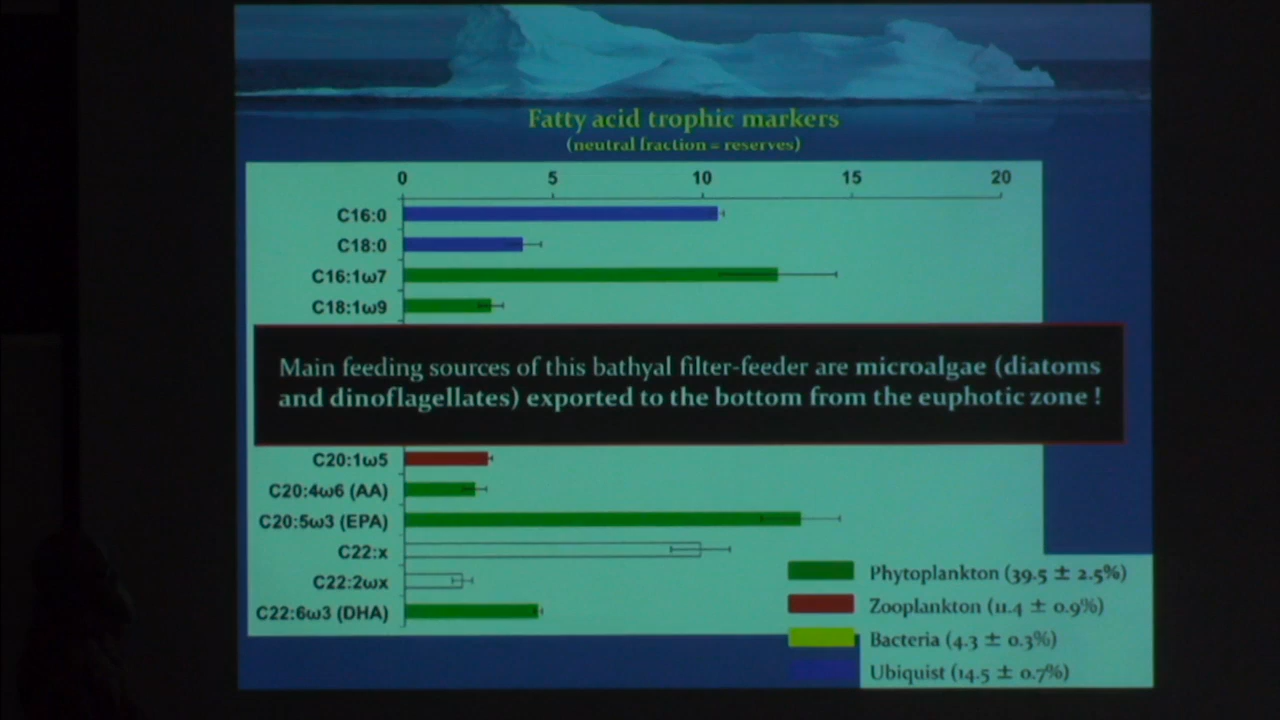 Fatty acid trophic markers
(neutral fraction = reserves)
0 5 10 15 20
C16:0
C18:0
C16:1ω7
C18:1ω9
Main feeding sources of this bathyal filter-feeder are microalgae (diatoms
and dinoflagellates) exported to the bottom from the euphotic zone !
C20:1ω5
C20:4ω6 (AA)
C20:5ω3 (EPA)
C22:x
C22:2ωx
C22:6ω3 (DHA)
Phytoplankton (39.5 ± 2.5%)
Zooplankton (11.4 ± 0.9%)
Bacteria (4.3 ± 0.3%)
Ubiquist (14.5 ± 0.7%)